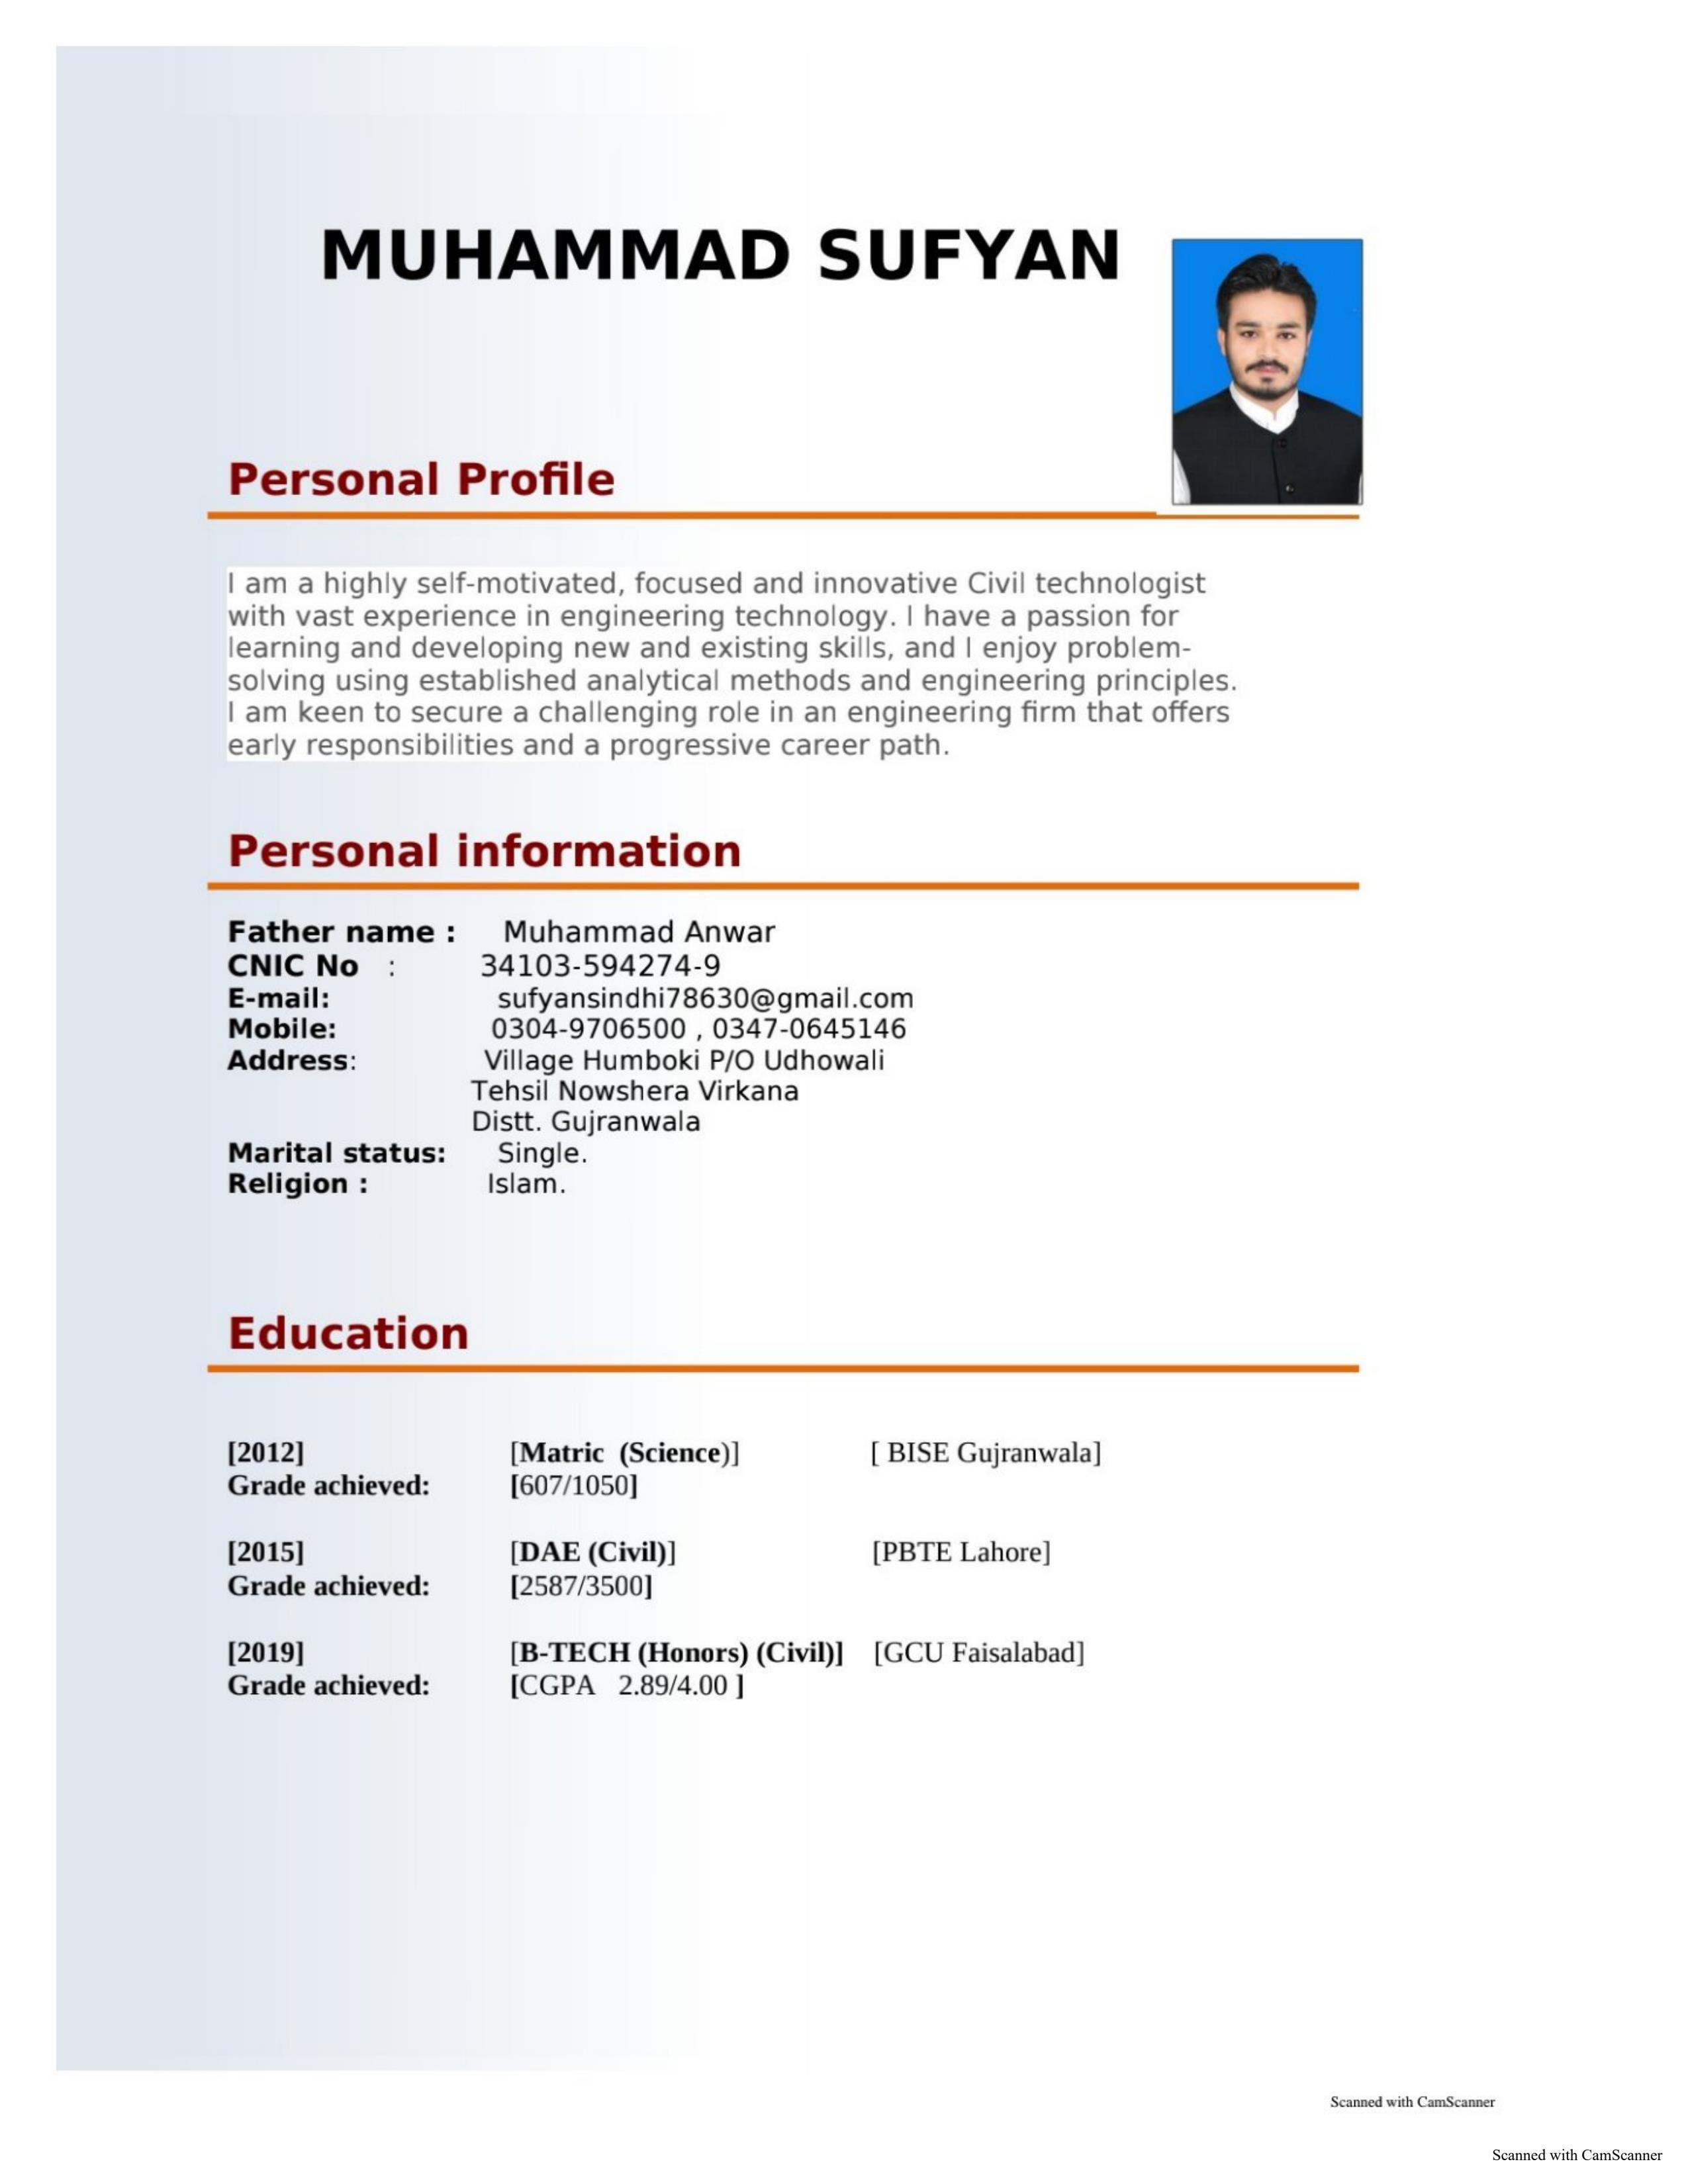 MUHAMMAD SUFYAN
Personal Profile
I am a highly self-motivated, focused and innovative Civil technologist
with vast experience in engineering technology. I have a passion for
learning and developing new and existing skills, and I enjoy problem-
solving using established analytical methods and engineering principles.
I am keen to secure a challenging role in an engineering firm that offers
early responsibilities and a progressive career path.
Personal information
Father name : Muhammad Anwar
CNIC No : 34103-594274-9
E-mail: sufyansindhi78630@gmail.com
Mobile: 0304-9706500 , 0347-0645146
Address: Village Humboki P/O Udhowali
Tehsil Nowshera Virkana
Distt. Gujranwala
Marital status: Single.
Religion : Islam.
Education
[2012] [Matric (Science)] [ BISE Gujranwala]
Grade achieved: [607/1050]
[2015] [DAE (Civil)] [PBTE Lahore]
Grade achieved: [2587/3500]
[2019] [B-TECH (Honors) (Civil)] [GCU Faisalabad]
Grade achieved: [CGPA 2.89/4.00 ]
Scanned with CamScanner
Scanned with CamScanner